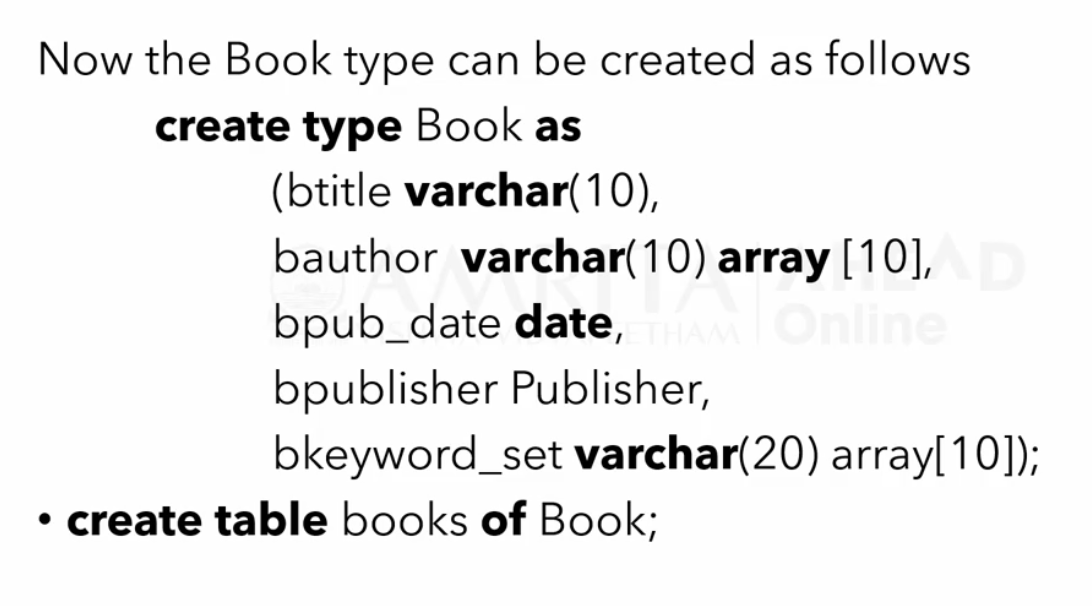 Now the Book type can be created as follows
create type Book as
(btitle varchar(10),
bauthor varchar(10) array [10],
bpub_date date,
bpublisher Publisher,
bkeyword_set varchar(20) array[10]);
• create table books of Book;
AMRITA
AHEAD
Online